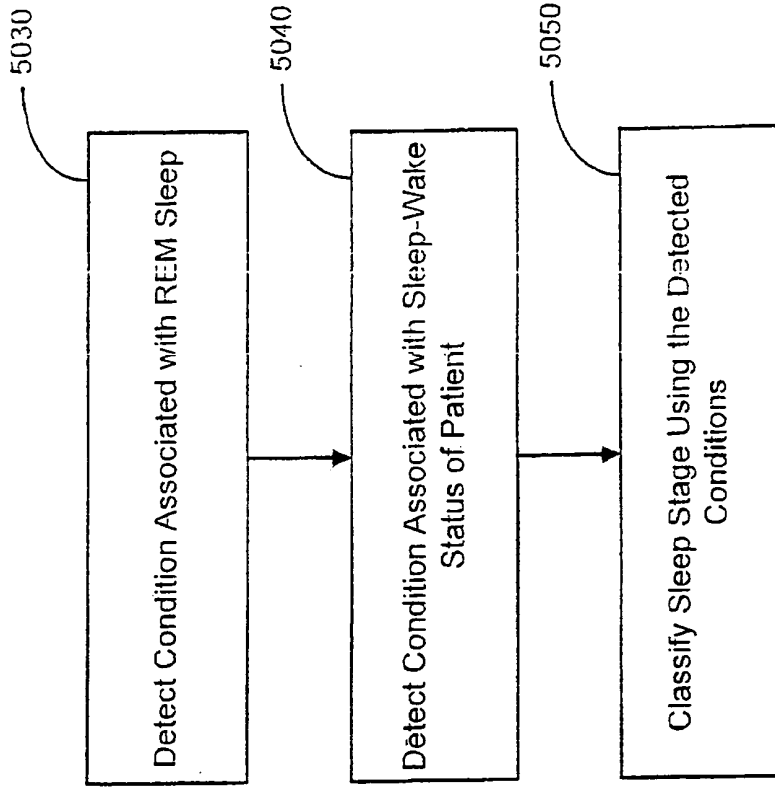 5030
Detect Condition Associated with REM Sleep
5040
Detect Condition Associated with Sleep-Wake
Status of Patient
5050
Classify Sleep Stage Using the Detected
Conditions